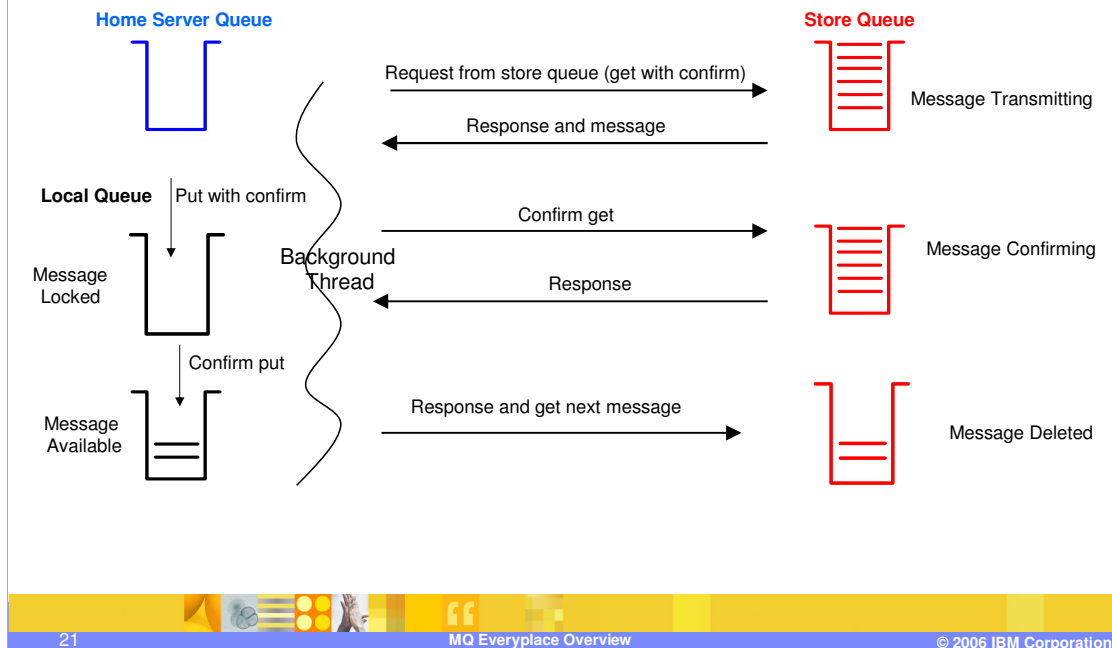 Home Server Queue
Store Queue
Request from store queue (get with confirm)
Message Transmitting
Response and message
Local Queue
Put with confirm
Confirm get
Message Confirming
Background
Thread
Message
Locked
Response
Confirm put
Response and get next message
Message
Available
Message Deleted
21
MQ Everyplace Overview
© 2006 IBM Corporation